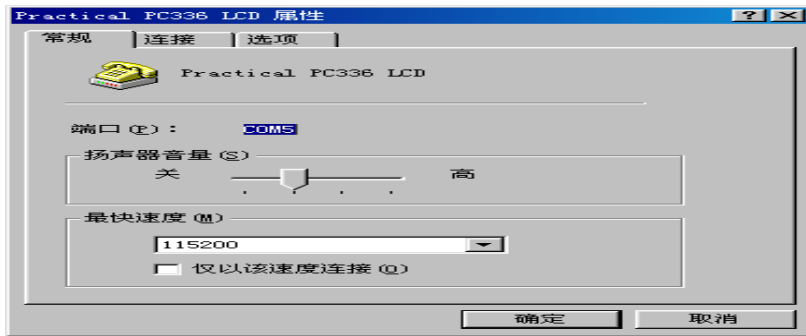 Practical PC336 LCD 属性
常规 连接 选项
Practical PC336 LCD
端口(P): COM5
扬声器音量(S)
关 高
最快速度(M)
115200
仅以该速度连接(O)
确定 取消